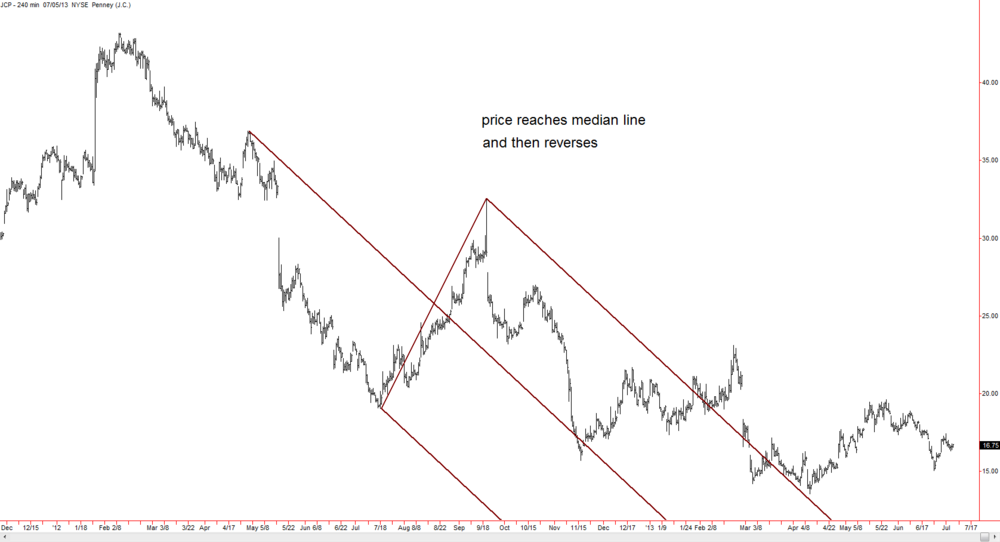 JCP - 240 min 07/05/13 NYSE Penney (J.C.)
price reaches median line
and then reverses
40.00
35.00
30.00
25.00
20.00
16.75
15.00
Dec 12/15 '12 1/18 Feb 2/8 Mar 3/8 Apr 4/17 May 5/8 5/22 Jun 6/8 6/22 Jul 7/18 Aug 8/8 8/22 Sep 9/18 Oct 10/15 Nov 11/15 Dec 12/17 '13 1/9 1/24 Feb 2/8 Mar 3/8 Apr 4/8 4/22 May 5/8 5/22 Jun 6/17 Jul 7/17